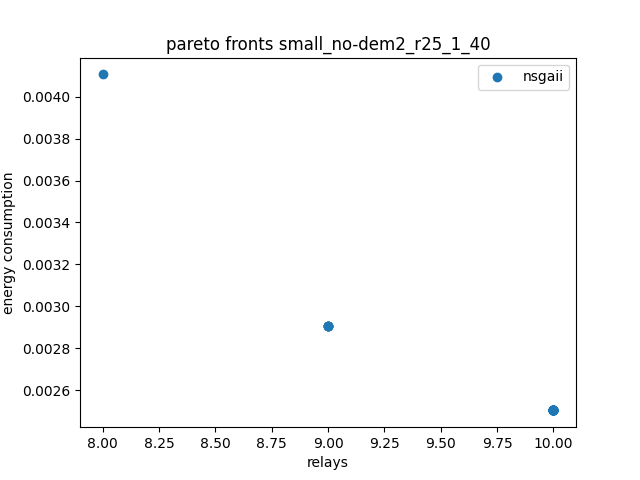 pareto fronts small_no-dem2_r25_1_40
nsgaii
energy consumption
0.0040
0.0038
0.0036
0.0034
0.0032
0.0030
0.0028
0.0026
8.00 8.25 8.50 8.75 9.00 9.25 9.50 9.75 10.00
relays